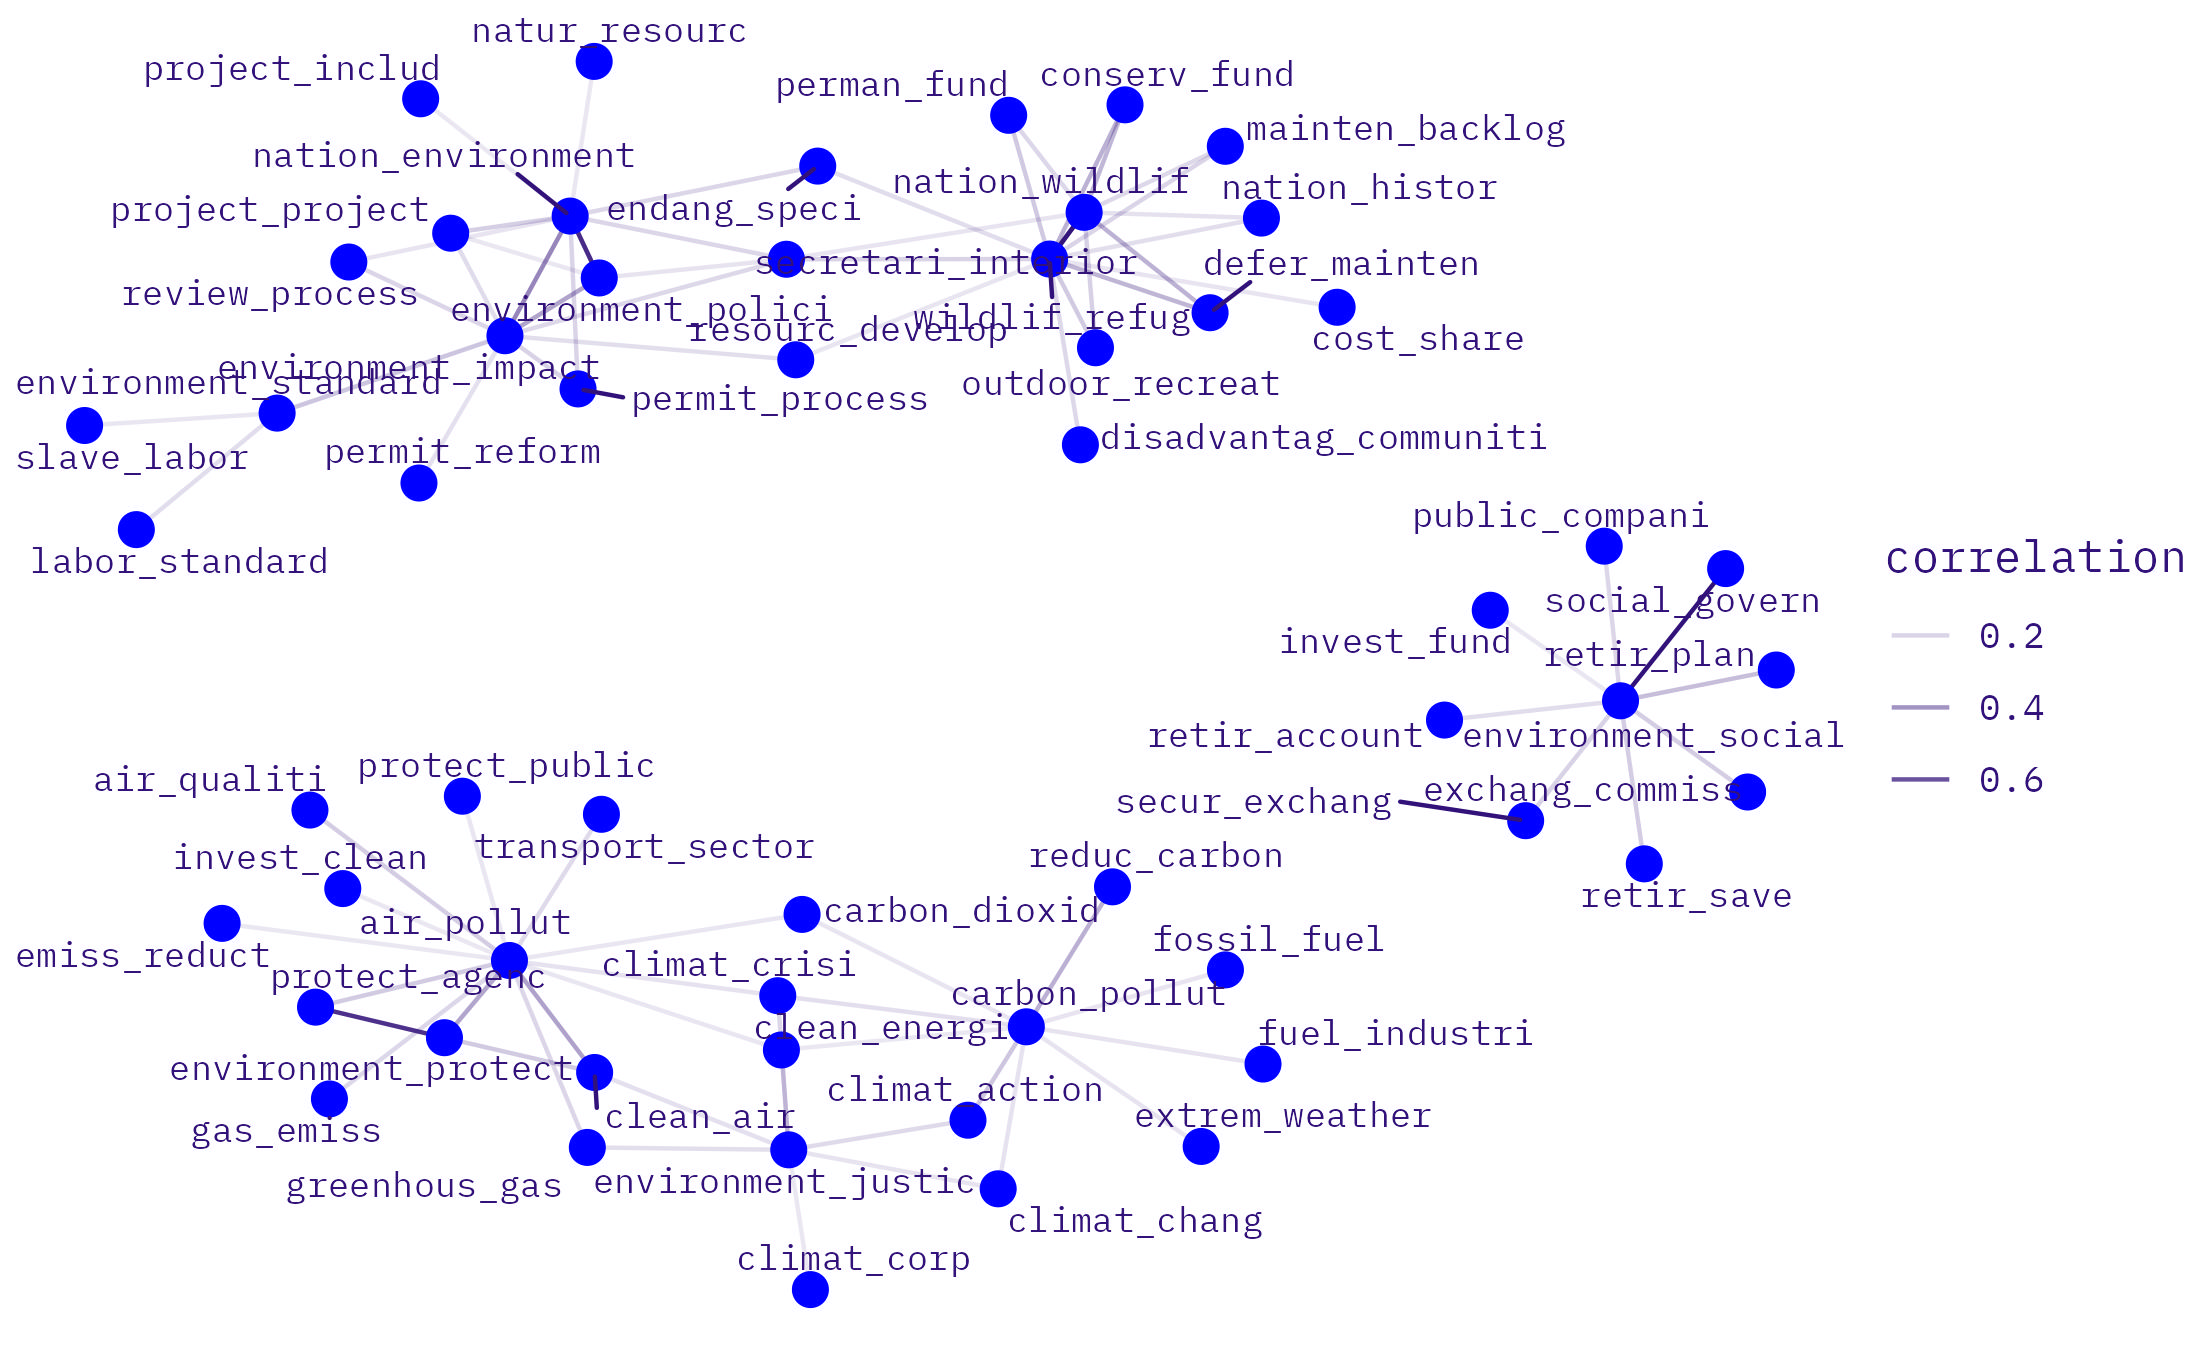 natur_resourc
project_includ
perman_fund
conserv_fund
mainten_backlog
nation_environment
nation_wildlif
nation_histor
project_project
endang_speci
secretari_interior
defer_mainten
review_process
environment_polici
resourc_develop
wildlif_refug
cost_share
environment_impact
environment_standard
outdoor_recreat
permit_process
disadvantag_communiti
slave_labor
permit_reform
labor_standard
public_compani
correlation
social_govern
0.2
invest_fund
retir_plan
0.4
retir_account
environment_social
0.6
air_qualiti
protect_public
secur_exchang
exchang_commiss
transport_sector
invest_clean
reduc_carbon
retir_save
air_pollut
carbon_dioxid
fossil_fuel
emiss_reduct
climat_crisi
protect_agenc
carbon_pollut
clean_energi
fuel_industri
environment_protect
climat_action
clean_air
extrem_weather
gas_emiss
greenhous_gas
environment_justic
climat_chang
climat_corp